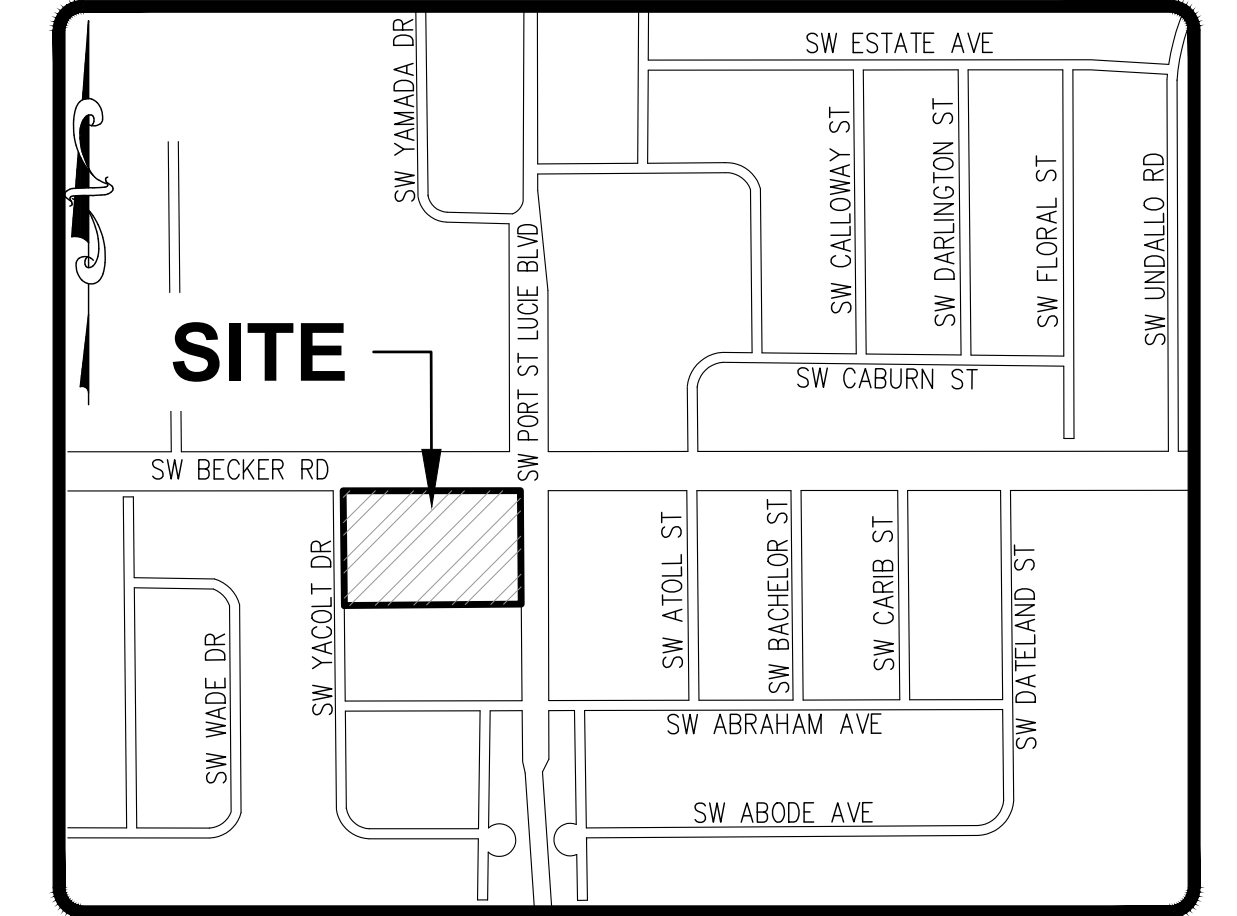 SW YAMADA DR
SW ESTATE AVE
SW CALLOWAY ST
SW DARLINGTON ST
SW FLORAL ST
SW UNDALLO RD
SW PORT ST LUCIE BLVD
SITE
SW CABURN ST
SW BECKER RD
SW YACOLT DR
SW ATOLL ST
SW BACHELOR ST
SW CARIB ST
SW DATELAND ST
SW WADE DR
SW ABRAHAM AVE
SW ABODE AVE